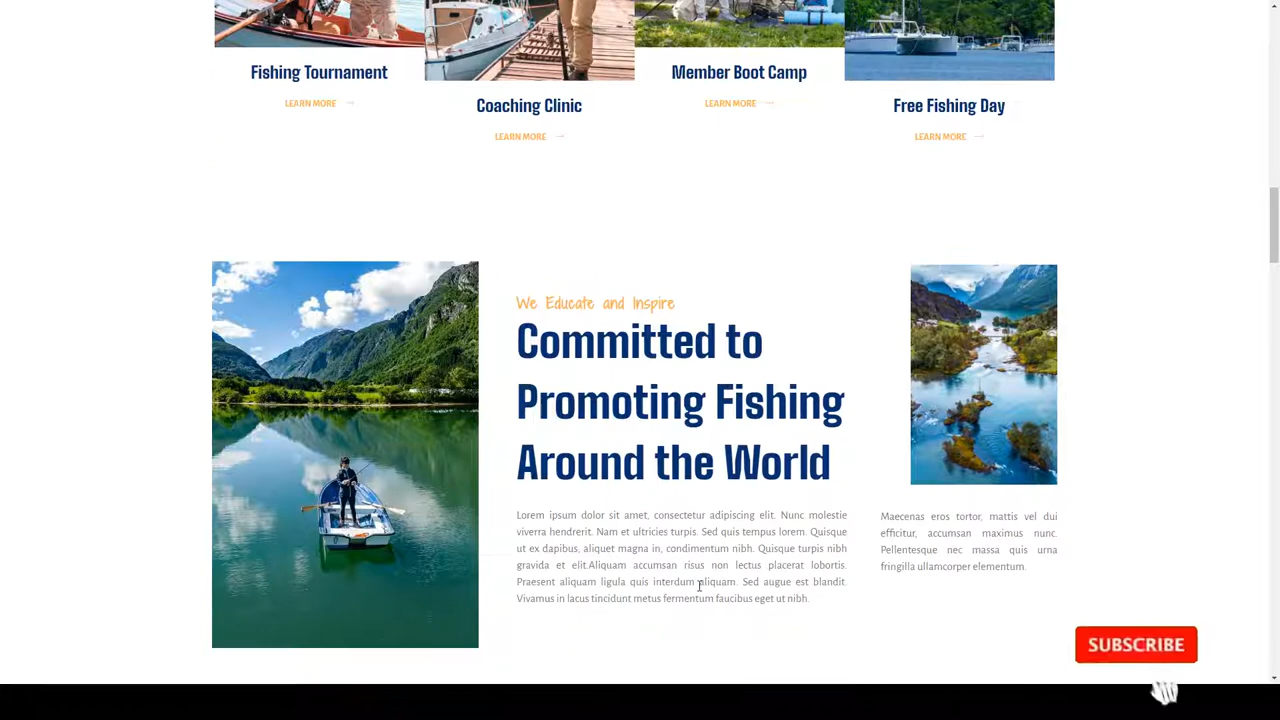 Fishing Tournament
LEARN MORE →
Coaching Clinic
LEARN MORE →
Member Boot Camp
LEARN MORE →
Free Fishing Day
LEARN MORE →
We Educate and Inspire
Committed to
Promoting Fishing
Around the World
Lorem ipsum dolor sit amet, consectetur adipiscing elit. Nunc molestie
viverra hendrerit. Nam et ultricies turpis. Sed quis tempus lorem. Quisque
ut ex dapibus, aliquet magna in, condimentum nibh. Quisque turpis nibh
gravida et elit.Aliquam accumsan risus non lectus placerat lobortis.
Praesent aliquam ligula quis interdum aliquam. Sed augue est blandit
Vivamus in lacus tincidunt metus fermentum faucibus eget ut nibh.
Maecenas eros tortor, mattis vel dui
efficitur, accumsan maximus nunc.
Pellentesque nec massa quis urna
fringilla ullamcorper elementum.
SUBSCRIBE